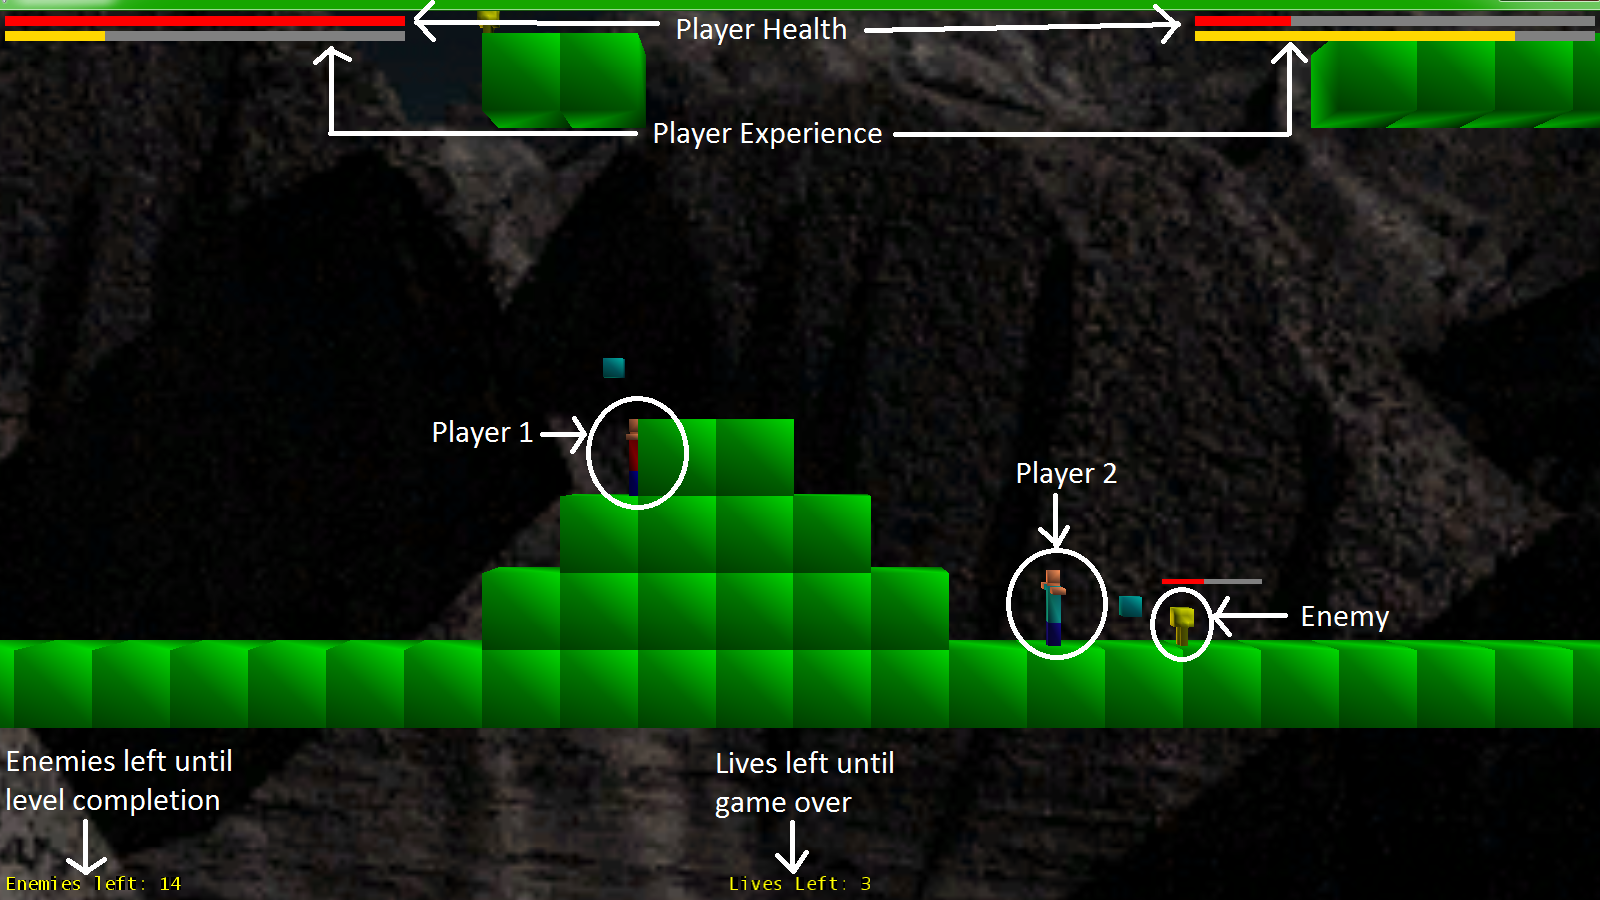 Player Health
Player Experience
Player 1
Player 2
Enemy
Enemies left until
level completion
Lives left until
game over
Enemies left: 14
Lives Left: 3